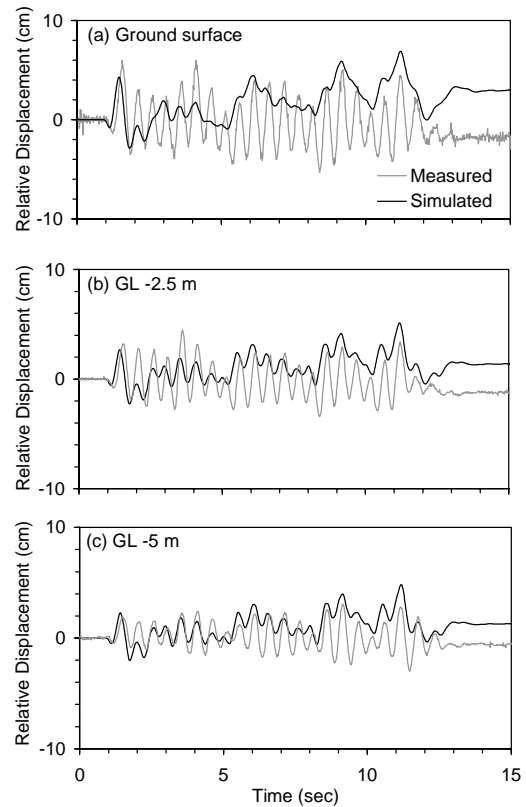 10
(a) Ground surface
0
Measured
Simulated
-10
Relative Displacement (cm)
10
(b) GL -2.5 m
0
-10
Relative Displacement (cm)
10
(c) GL -5 m
0
-10
Relative Displacement (cm)
0 5 10 15
Time (sec)